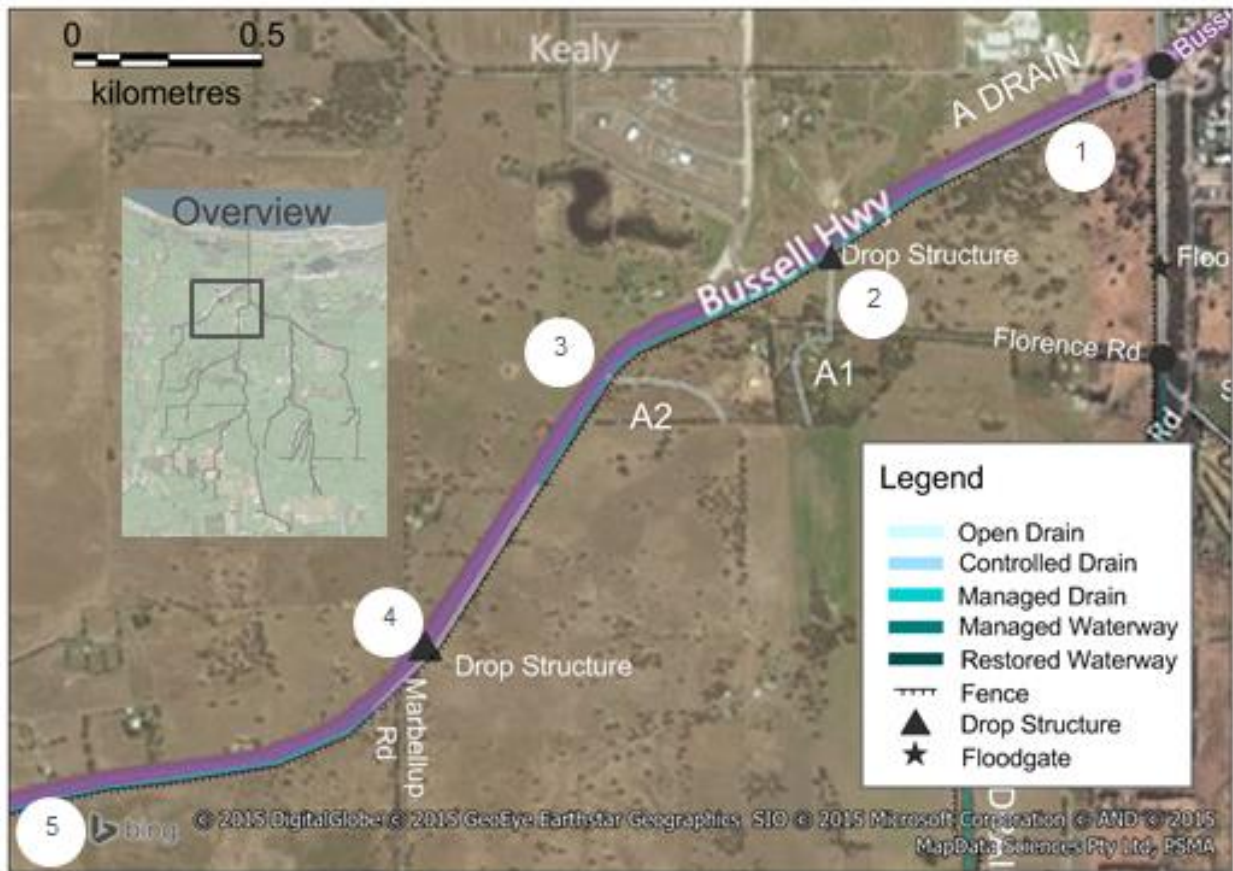 0 0.5
kilometres
Kealy
A DRAIN
1
Overview
Bussell Hwy
Drop Structure
2
3
Florence Rd
A1
A2
Rd
4
Drop Structure
Marbellup
Rd
5
bing
Legend
Open Drain
Controlled Drain
Managed Drain
Managed Waterway
Restored Waterway
Fence
Drop Structure
Floodgate
© 2015 DigitalGlobe © 2015 GeoEye Earthstar Geographics SIO © 2015 Microsoft Corporation © AND © 2015
MapData Sciences Pty Ltd, PSMA